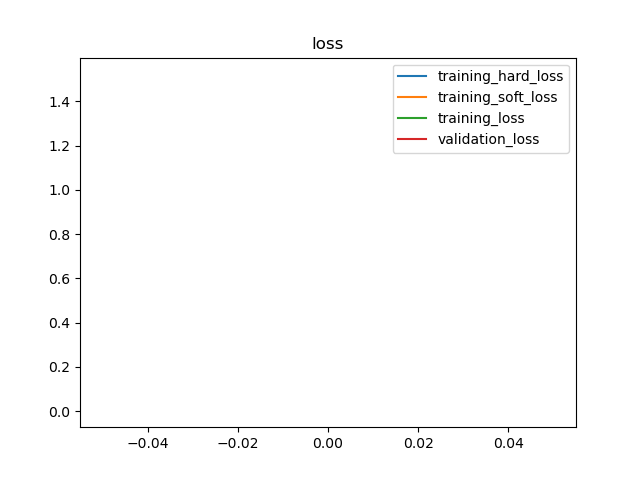 loss
training_hard_loss
training_soft_loss
training_loss
validation_loss
1.4
1.2
1.0
0.8
0.6
0.4
0.2
0.0
−0.04 −0.02 0.00 0.02 0.04